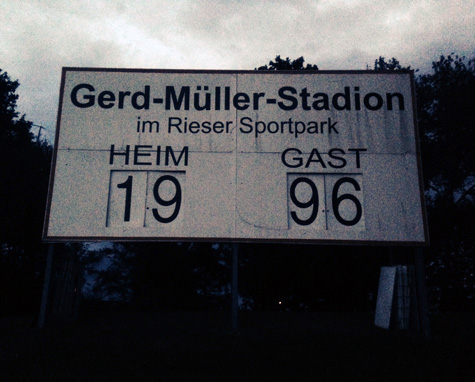 Gerd-Müller-Stadion
im Rieser Sportpark
HEIM GAST
19 96